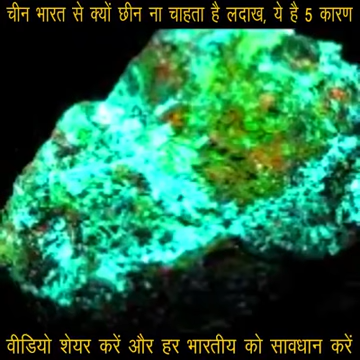 चीन भारत से क्यों छीन ना चाहता है लदाख, ये है 5 कारण
वीडियो शेयर करें और हर भारतीय को सावधान करें